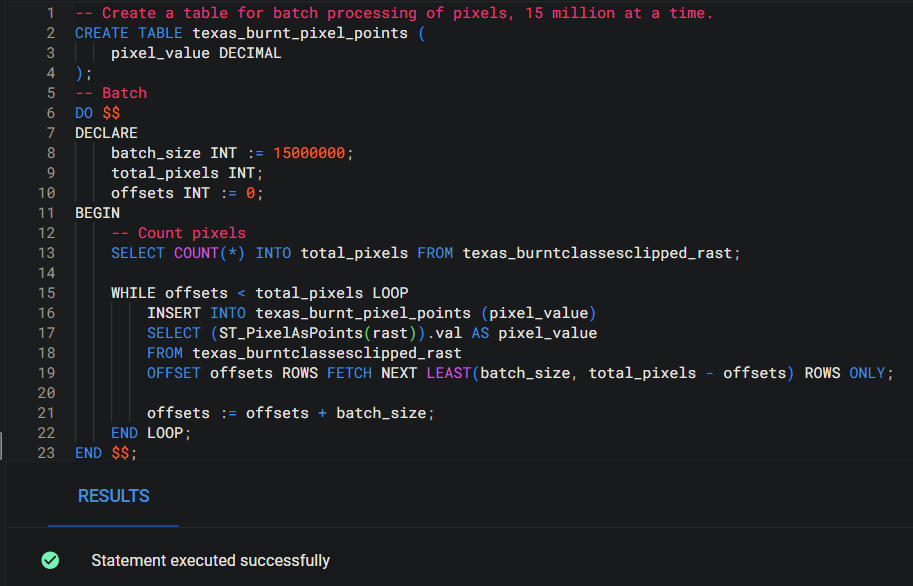 1 -- Create a table for batch processing of pixels, 15 million at a time.
2 CREATE TABLE texas_burnt_pixel_points (
3     pixel_value DECIMAL
4 );
5 -- Batch
6 DO $$
7 DECLARE
8     batch_size INT := 15000000;
9     total_pixels INT;
10     offsets INT := 0;
11 BEGIN
12     -- Count pixels
13     SELECT COUNT(*) INTO total_pixels FROM texas_burntclassesclipped_rast;
14
15     WHILE offsets < total_pixels LOOP
16         INSERT INTO texas_burnt_pixel_points (pixel_value)
17         SELECT (ST_PixelAsPoints(rast)).val AS pixel_value
18         FROM texas_burntclassesclipped_rast
19         OFFSET offsets ROWS FETCH NEXT LEAST(batch_size, total_pixels - offsets) ROWS ONLY;
20
21         offsets := offsets + batch_size;
22     END LOOP;
23 END $$;
RESULTS
Statement executed successfully